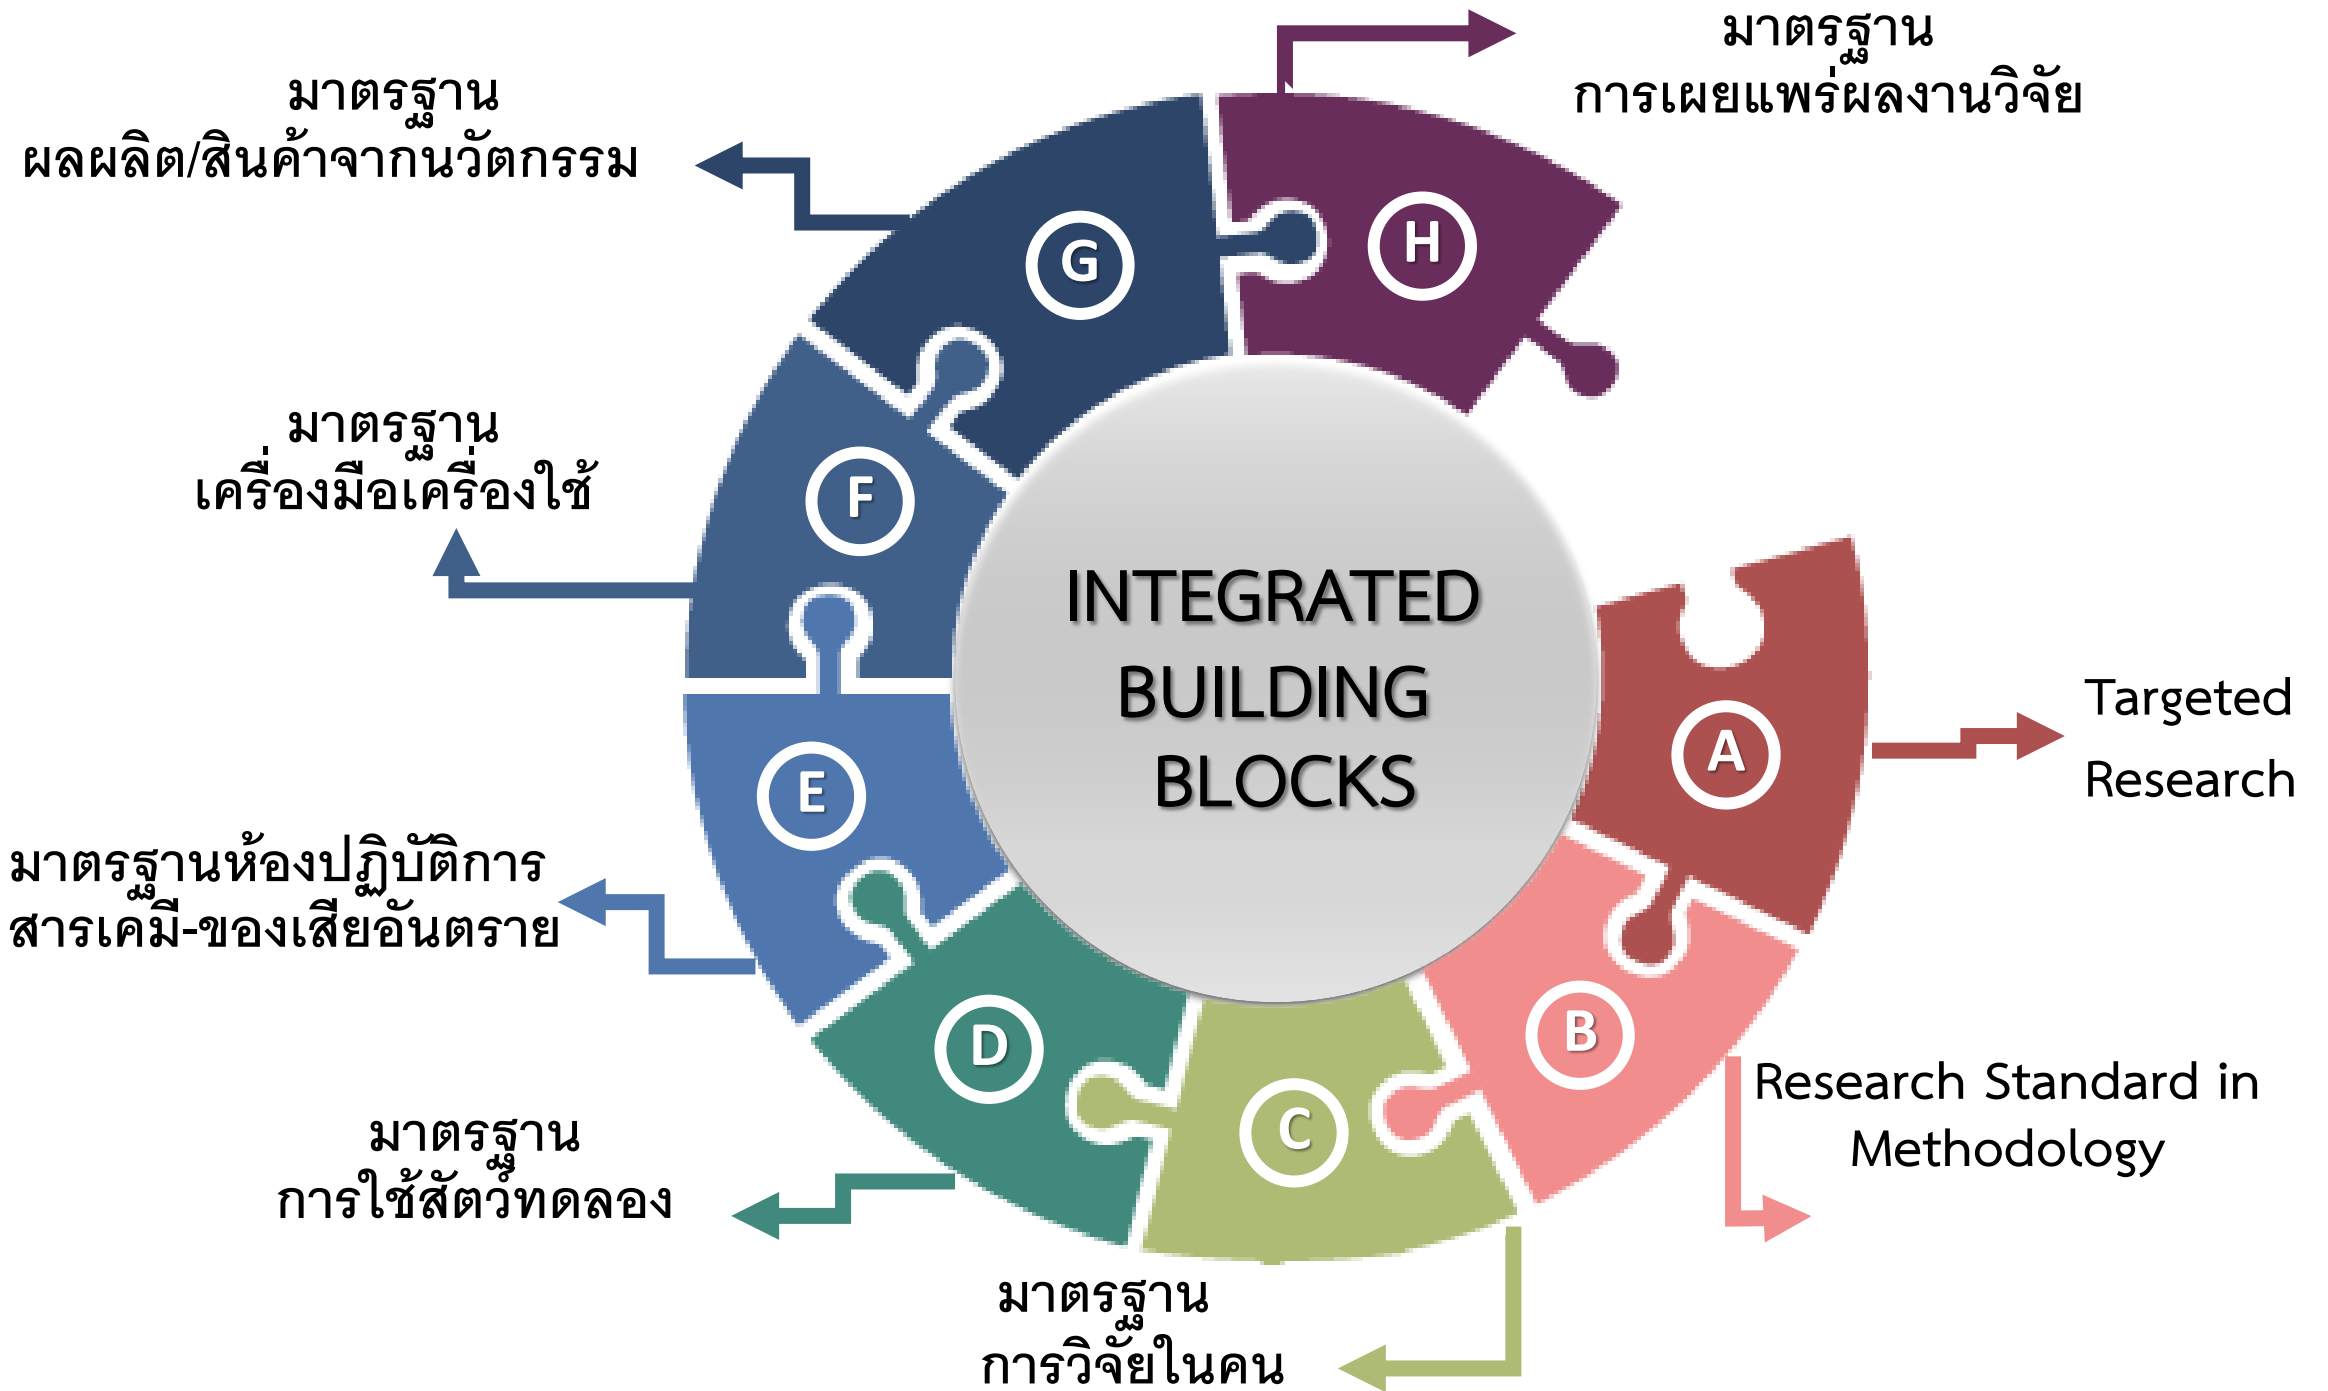 มาตรฐาน
การเผยแพร่ผลงานวิจัย
มาตรฐาน
ผลผลิต/สินค้าจากนวัตกรรม
H
G
มาตรฐาน
เครื่องมือเครื่องใช้
F
INTEGRATED
BUILDING
BLOCKS
A
Targeted
Research
E
มาตรฐานห้องปฏิบัติการ
สารเคมี-ของเสียอันตราย
D
B
C
Research Standard in
Methodology
มาตรฐาน
การใช้สัตว์ทดลอง
มาตรฐาน
การวิจัยในคน